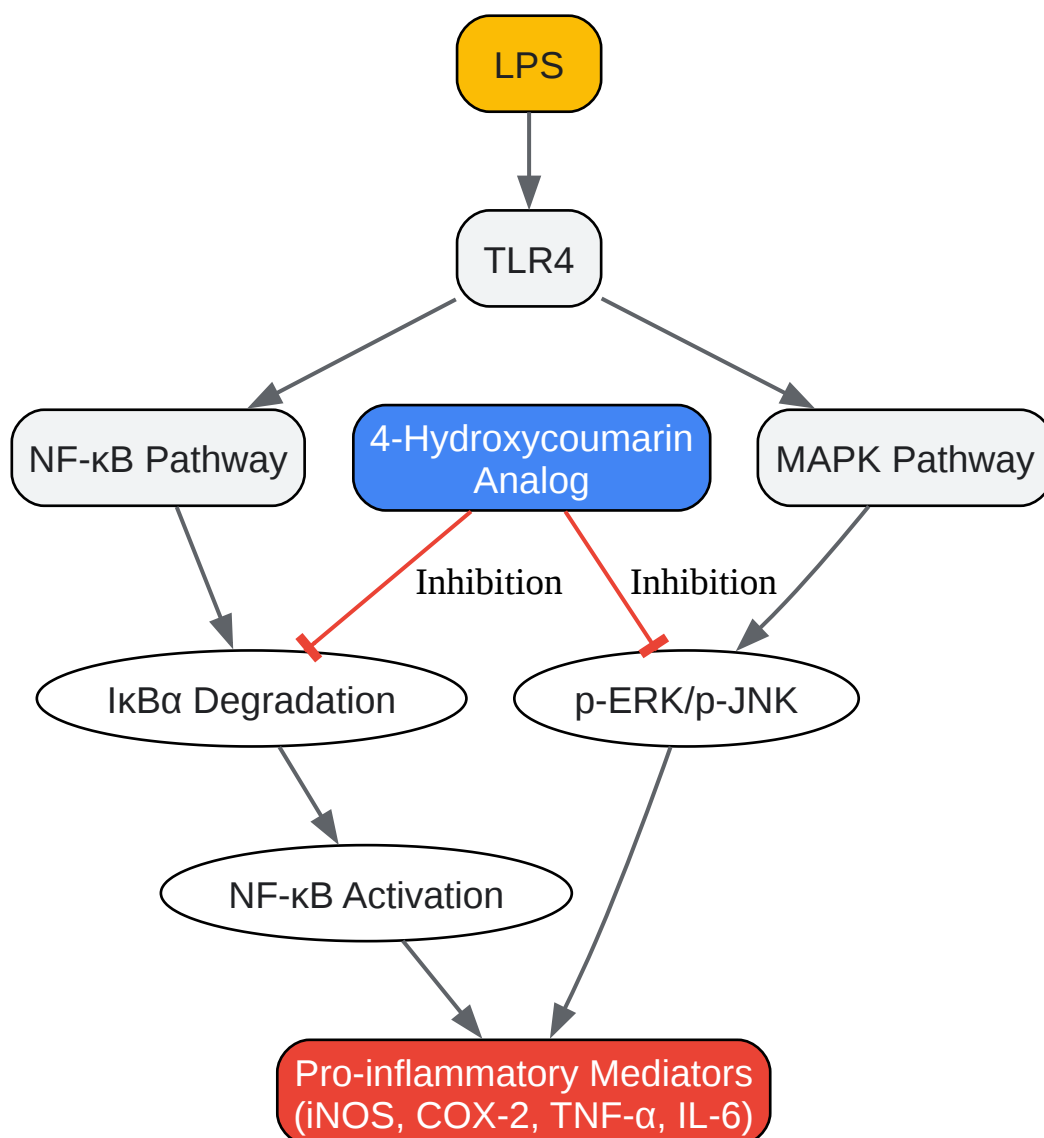 LPS
TLR4
NF-κB Pathway
4-Hydroxycoumarin
Analog
MAPK Pathway
Inhibition
Inhibition
IκBα Degradation
p-ERK/p-JNK
NF-κB Activation
Pro-inflammatory Mediators
(iNOS, COX-2, TNF-α, IL-6)